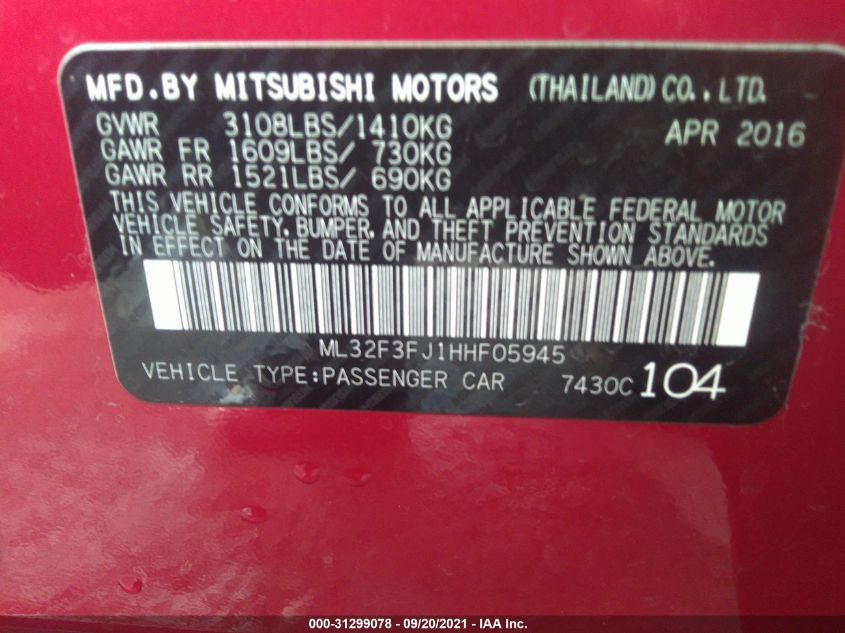 MFD.BY MITSUBISHI MOTORS (THAILAND) CO.,LTD.
GVWR 3108LBS/1410KG APR 2016
GAWR FR 1609LBS/ 730KG
GAWR RR 1521LBS/ 690KG
THIS VEHICLE CONFORMS TO ALL APPLICABLE FEDERAL MOTOR
VEHICLE SAFETY, BUMPER, AND THEFT PREVENTION STANDARDS
IN EFFECT ON THE DATE OF MANUFACTURE SHOWN ABOVE.
ML32F3FJ1HHF05945
VEHICLE TYPE:PASSENGER CAR 7430C 104
000-31299078 - 09/20/2021 - IAA Inc.